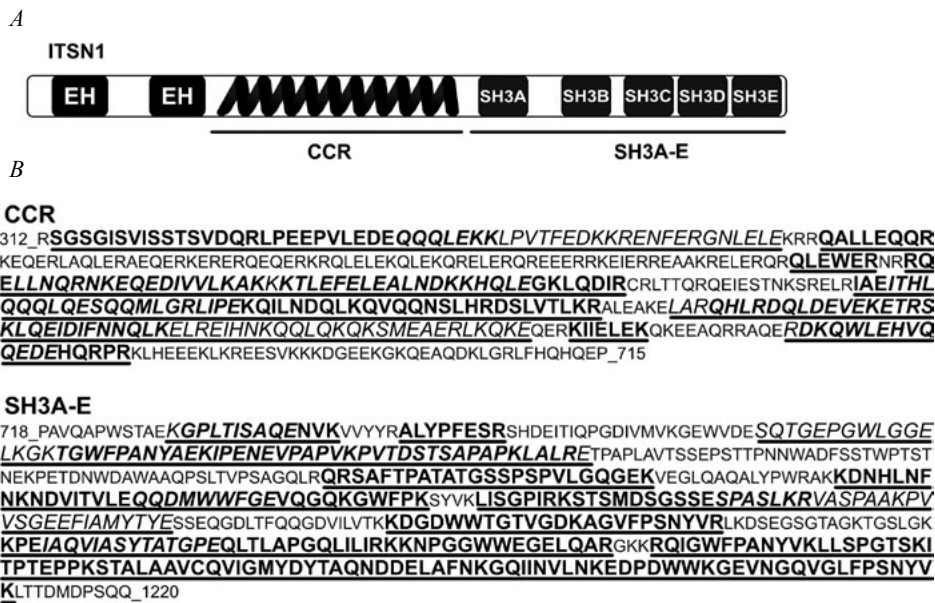 A
ITSN1
EH EH SH3A SH3B SH3C SH3D SH3E
CCR SH3A-E
B
CCR
312_RSGSGISVISSTSVDQRLPEEPVLEDEQQQLEKKLPVTFEDKKRENFERGNLELEKRRQALLEQQR
KEQERLAQLERAEQERKERERQEQERKRQLELEKQLEKQRELERQREEERRKEIERREAAKRELERQRQLEWERNRRQ
ELLNQRNKEQEDIVVLKAKKKTLEFELEALNDKKHQLEGKLQDIRCRLTTQRQEIESTNKSRELRIAEITHL
QQQLQESQQMLGRLIPEKQILNDQLKQVQQNSLHRDSLVTLKRALEAKELARQHLRDQLDEVEKETRS
KLQEIDIFNNQLKELREIHNKQQLQKQKSMEAERLKQKEQERKIIELEKQKEEAQRRAQERDKQWLEHVQ
QEDEHQRPRKLHEEEKLKREESVKKKDGEEKGKQEAQDKLGRLFHQHQEP_715
SH3A-E
718_PAVQAPWSTAEKGPLTISAQENVKVVYYRALYPFESRSHDEITIQPGDIVMVKGEWVDESQTGEPGWLGGE
LKGKTGWFPANYAEKIPENEVPAPVKPVTDSTSAPAPKLALRETPAPLAVTSSEPSTTPNNWADFSSTWPTST
NEKPETDNWDAWAAQPSLTVPSAGQLRQRSAFTPATATGSSPSPVLGQGEKVEGLQAQALYPWRAKKDNHLNF
NKNDVITVLEQQDMWWFGEVQGQKGWFPKSYVKLISGPIRKSTSMDSGSSESPASLKRVASPAAKPV
VSGEEFIAMYTYESSEQGDLTFQQGDVILVTKKDGDWWTGTVGDKAGVFPSNYVRLKDSEGSGTAGKTGSLGK
KPEIAQVIASYTATGPEQLTLAPGQLILIRKKNPGGWWEGELQARGKKRQIGWFPANYVKLLSPGTSKI
TPTEPPKSTALAAVCQVIGMYDYTAQNDDELAFNKGQIINVLNKEDPDWWKGEVNGQVGLFPSNYV
KLTTDMDPSQQ_1220